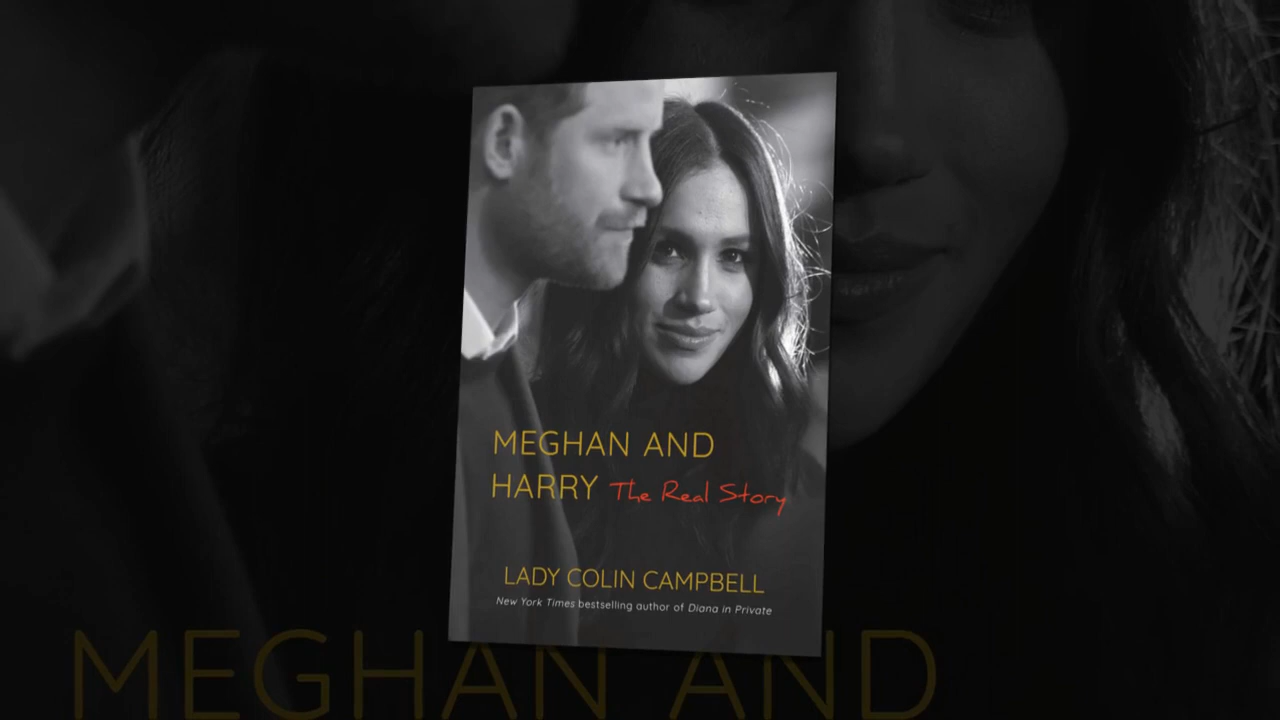 MEGHAN AND
HARRY The Real Story
LADY COLIN CAMPBELL
New York Times bestselling author of Diana in Private
MEGHAN AND